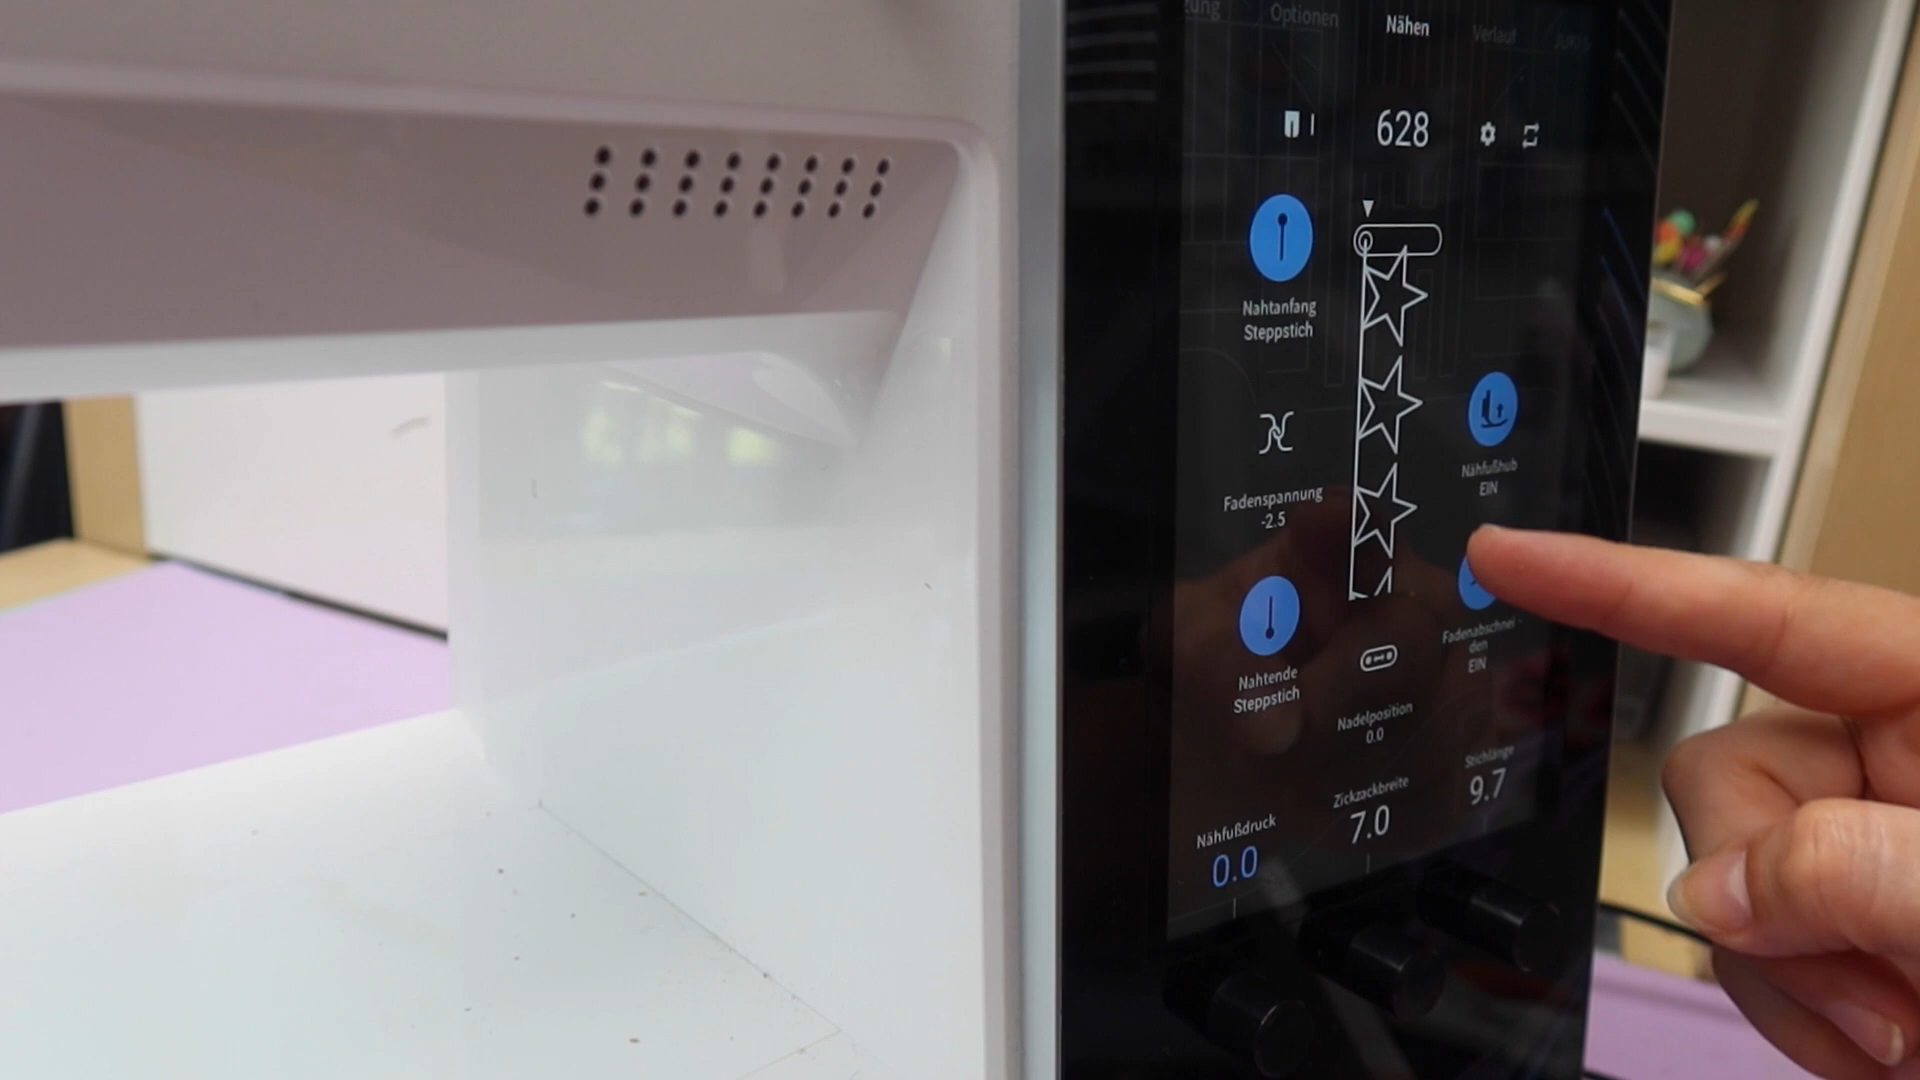 Optionen
Nähen
Verlauf
628
Nahtanfang
Steppstich
Nähfußhub
EIN
Fadenspannung
-2.5
Fadenabschnei-
den
EIN
Nahtende
Steppstich
Nadelposition
0.0
Stichlänge
9.7
Zickzackbreite
7.0
Nähfußdruck
0.0